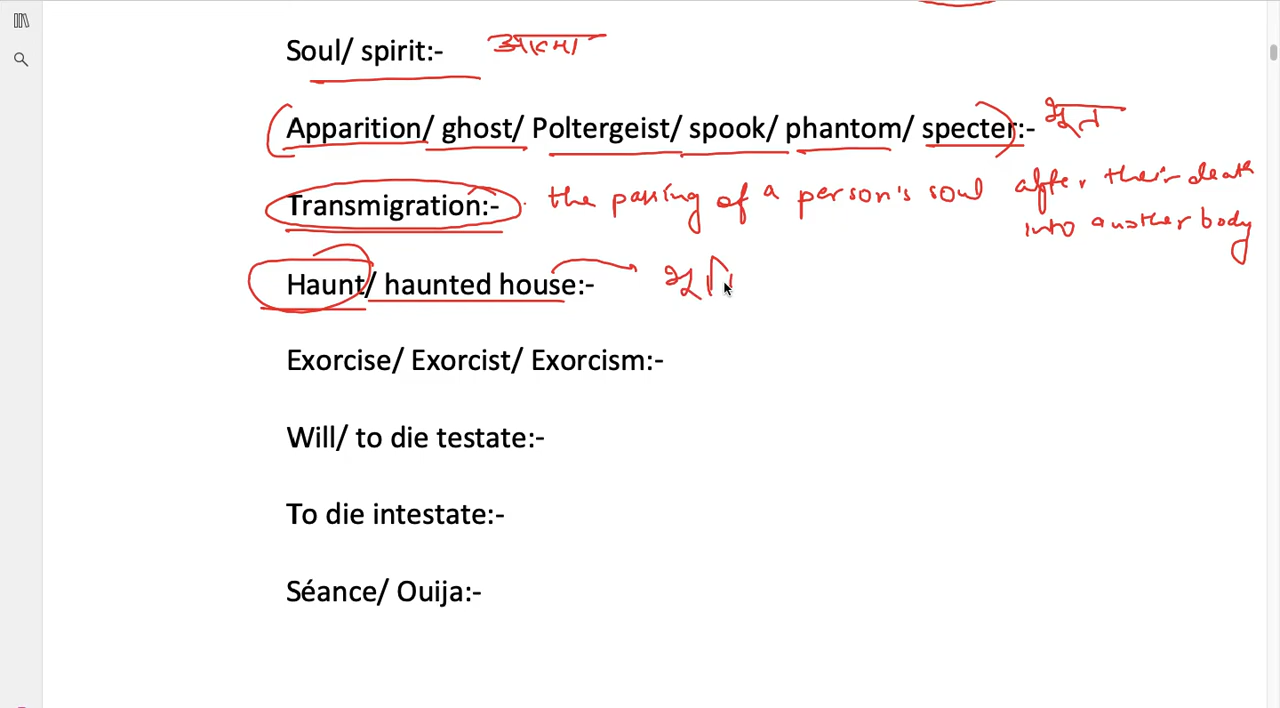 Soul/ spirit:- आत्मा
Apparition/ ghost/ Poltergeist/ spook/ phantom/ specter:- भूत
Transmigration:- the passing of a person's soul after their death
into another body
Haunt/ haunted house:-
Exorcise/ Exorcist/ Exorcism:-
Will/ to die testate:-
To die intestate:-
Séance/ Ouija:-